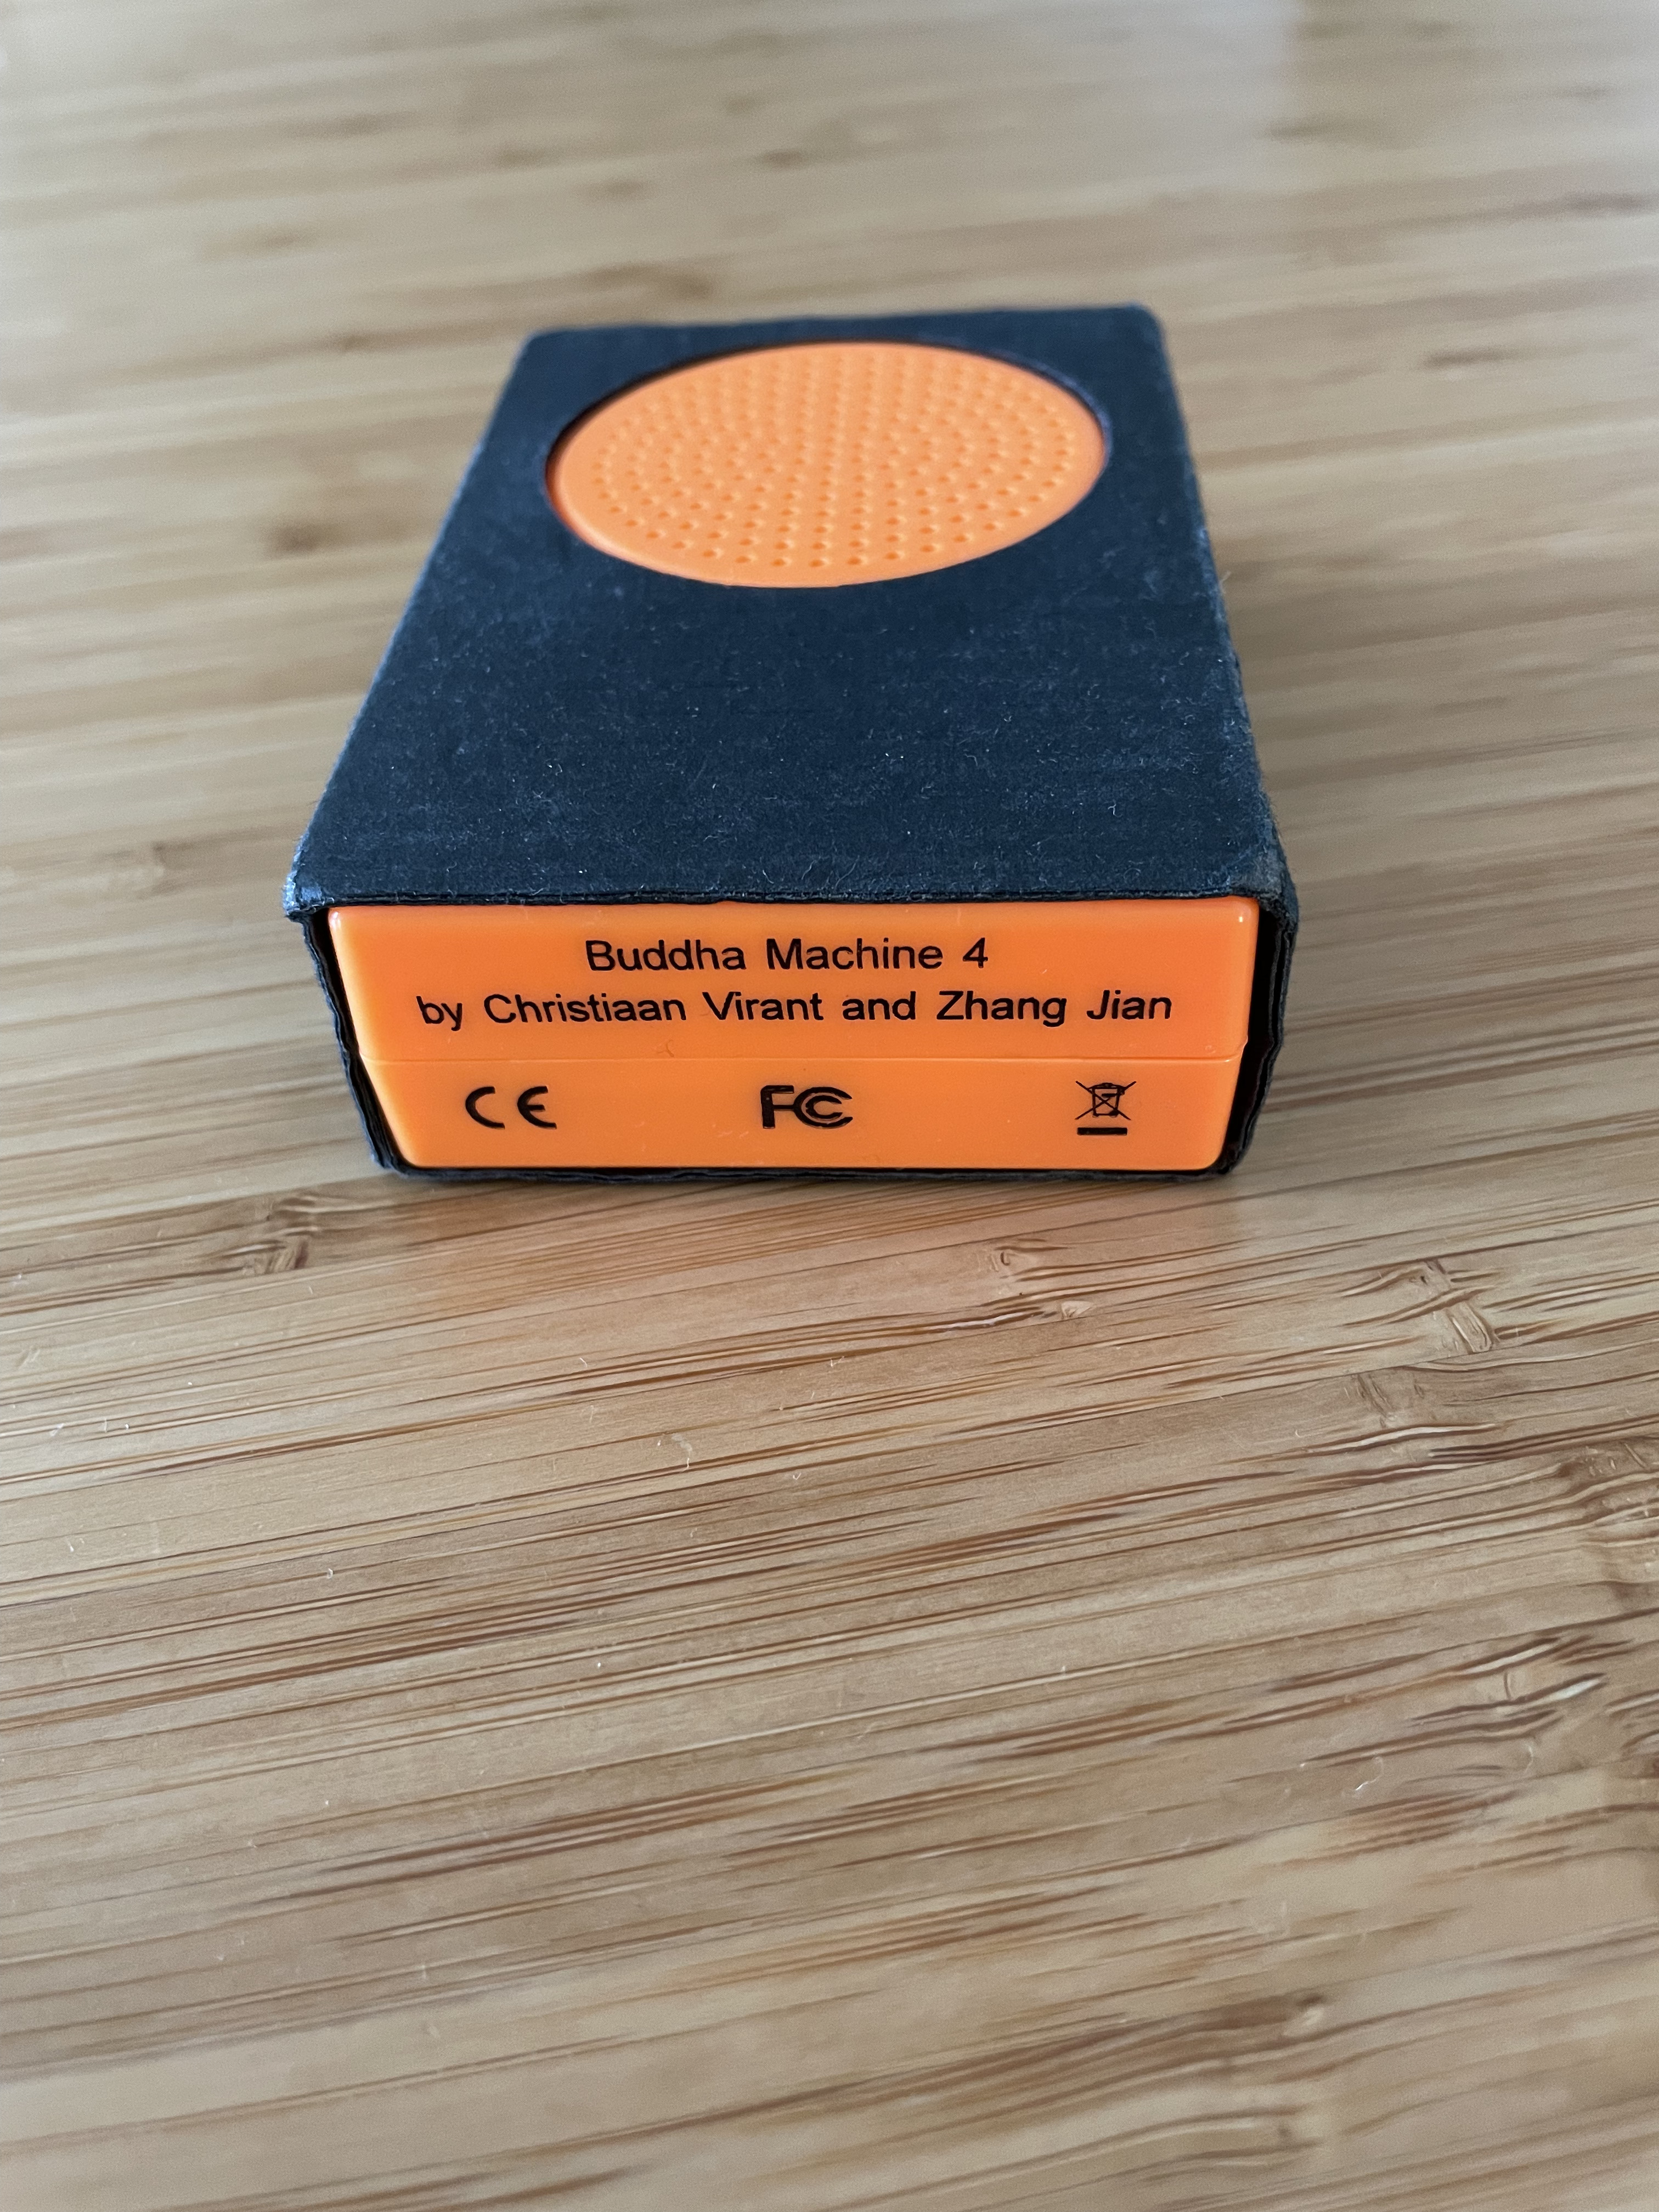 Buddha Machine 4
by Christiaan Virant and Zhang Jian
CE FC